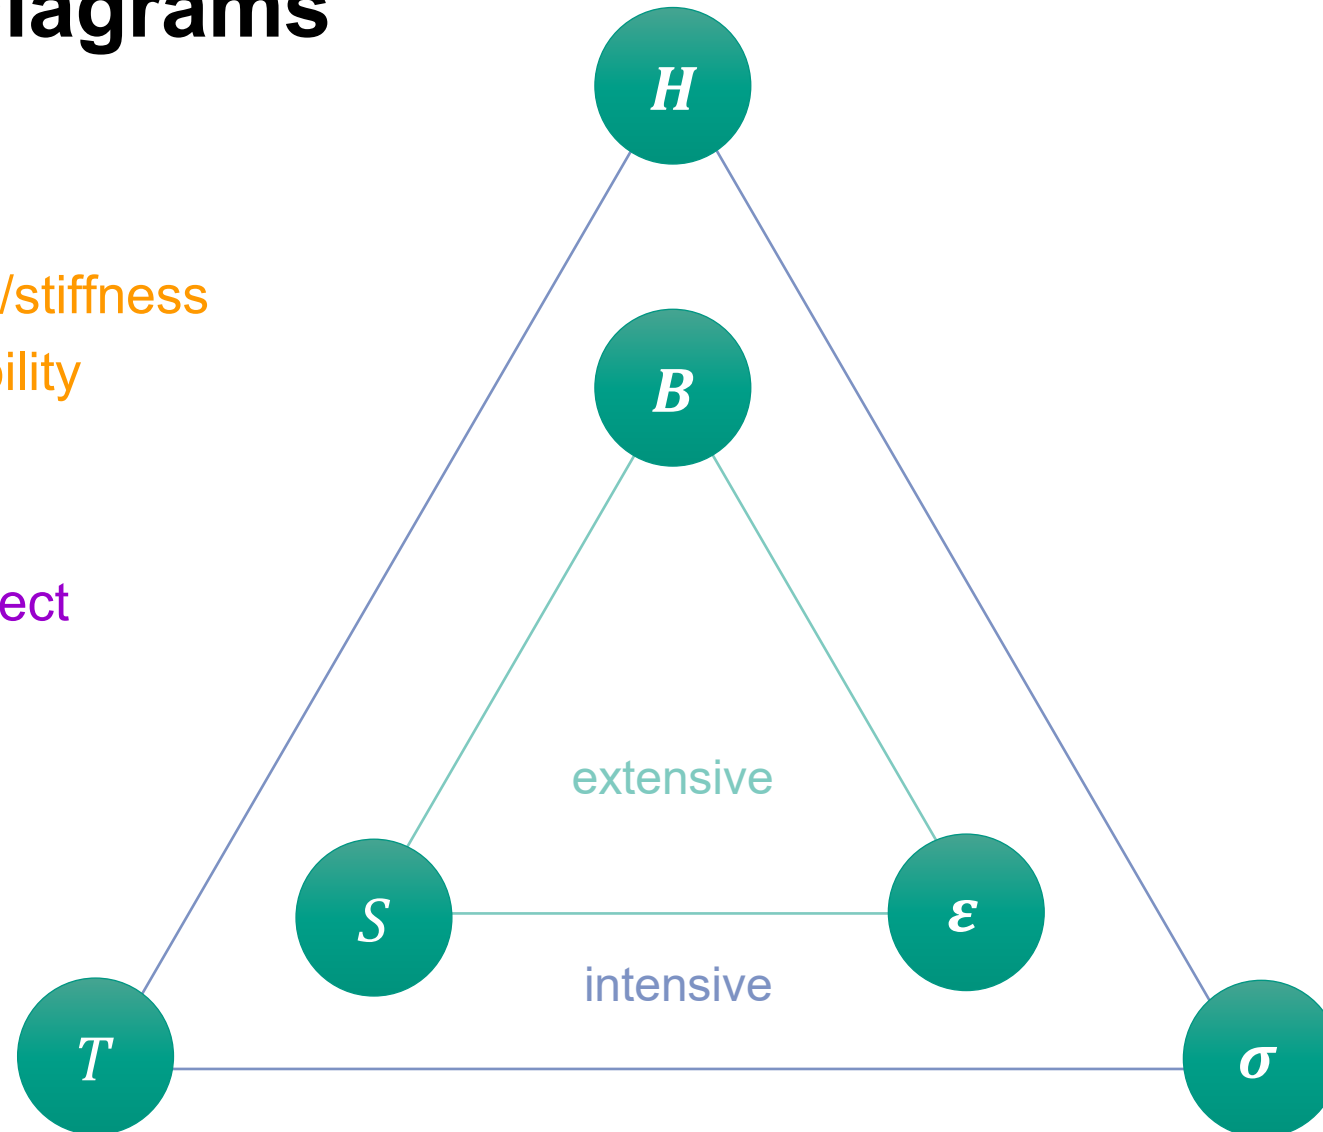 iagrams
H
/stiffness
bility
B
ect
extensive
S
ε
intensive
T
σ